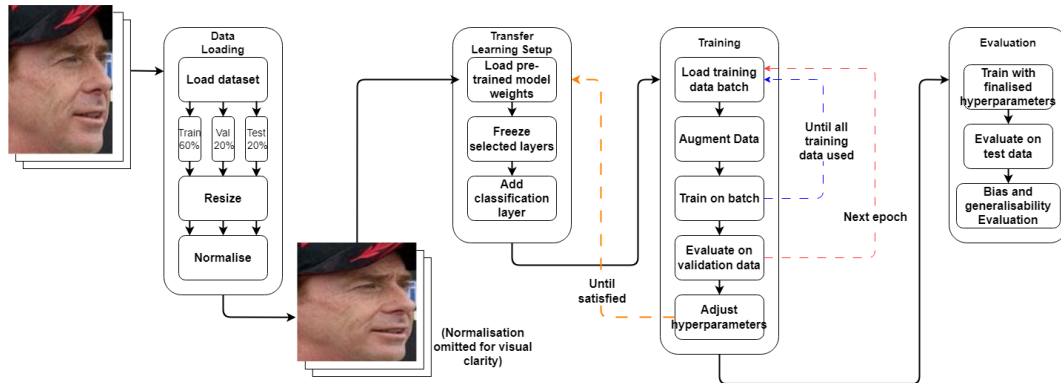 Data
Loading
Load dataset
Train
60%
Val
20%
Test
20%
Resize
Normalise
(Normalisation
omitted for visual
clarity)
Transfer
Learning Setup
Load pre-
trained model
weights
Freeze
selected layers
Add
classification
layer
Until
satisfied
Training
Load training
data batch
Augment Data
Train on batch
Evaluate on
validation data
Adjust
hyperparameters
Until all
training
data used
Next epoch
Evaluation
Train with
finalised
hyperparameters
Evaluate on
test data
Bias and
generalisability
Evaluation